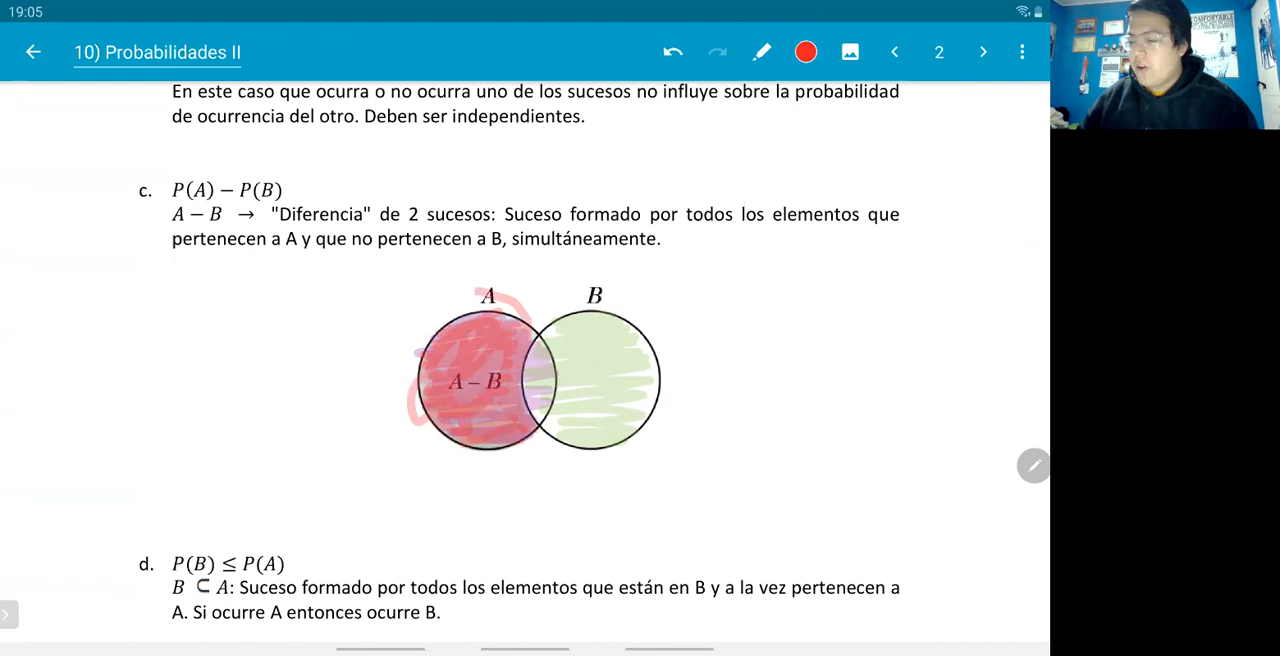 19:05
10) Probabilidades II
2
En este caso que ocurra o no ocurra uno de los sucesos no influye sobre la probabilidad
de ocurrencia del otro. Deben ser independientes.
c. P(A) − P(B)
A − B → "Diferencia" de 2 sucesos: Suceso formado por todos los elementos que
pertenecen a A y que no pertenecen a B, simultáneamente.
A B
A – B
d. P(B) ≤ P(A)
B ⊂ A: Suceso formado por todos los elementos que están en B y a la vez pertenecen a
A. Si ocurre A entonces ocurre B.
COMFORTABLE